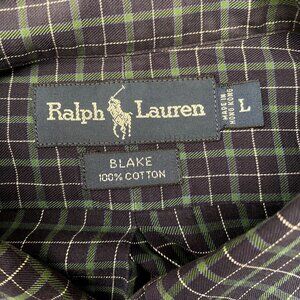 Ralph Lauren
MADE IN
HONG KONG
L
BLAKE
100% COTTON